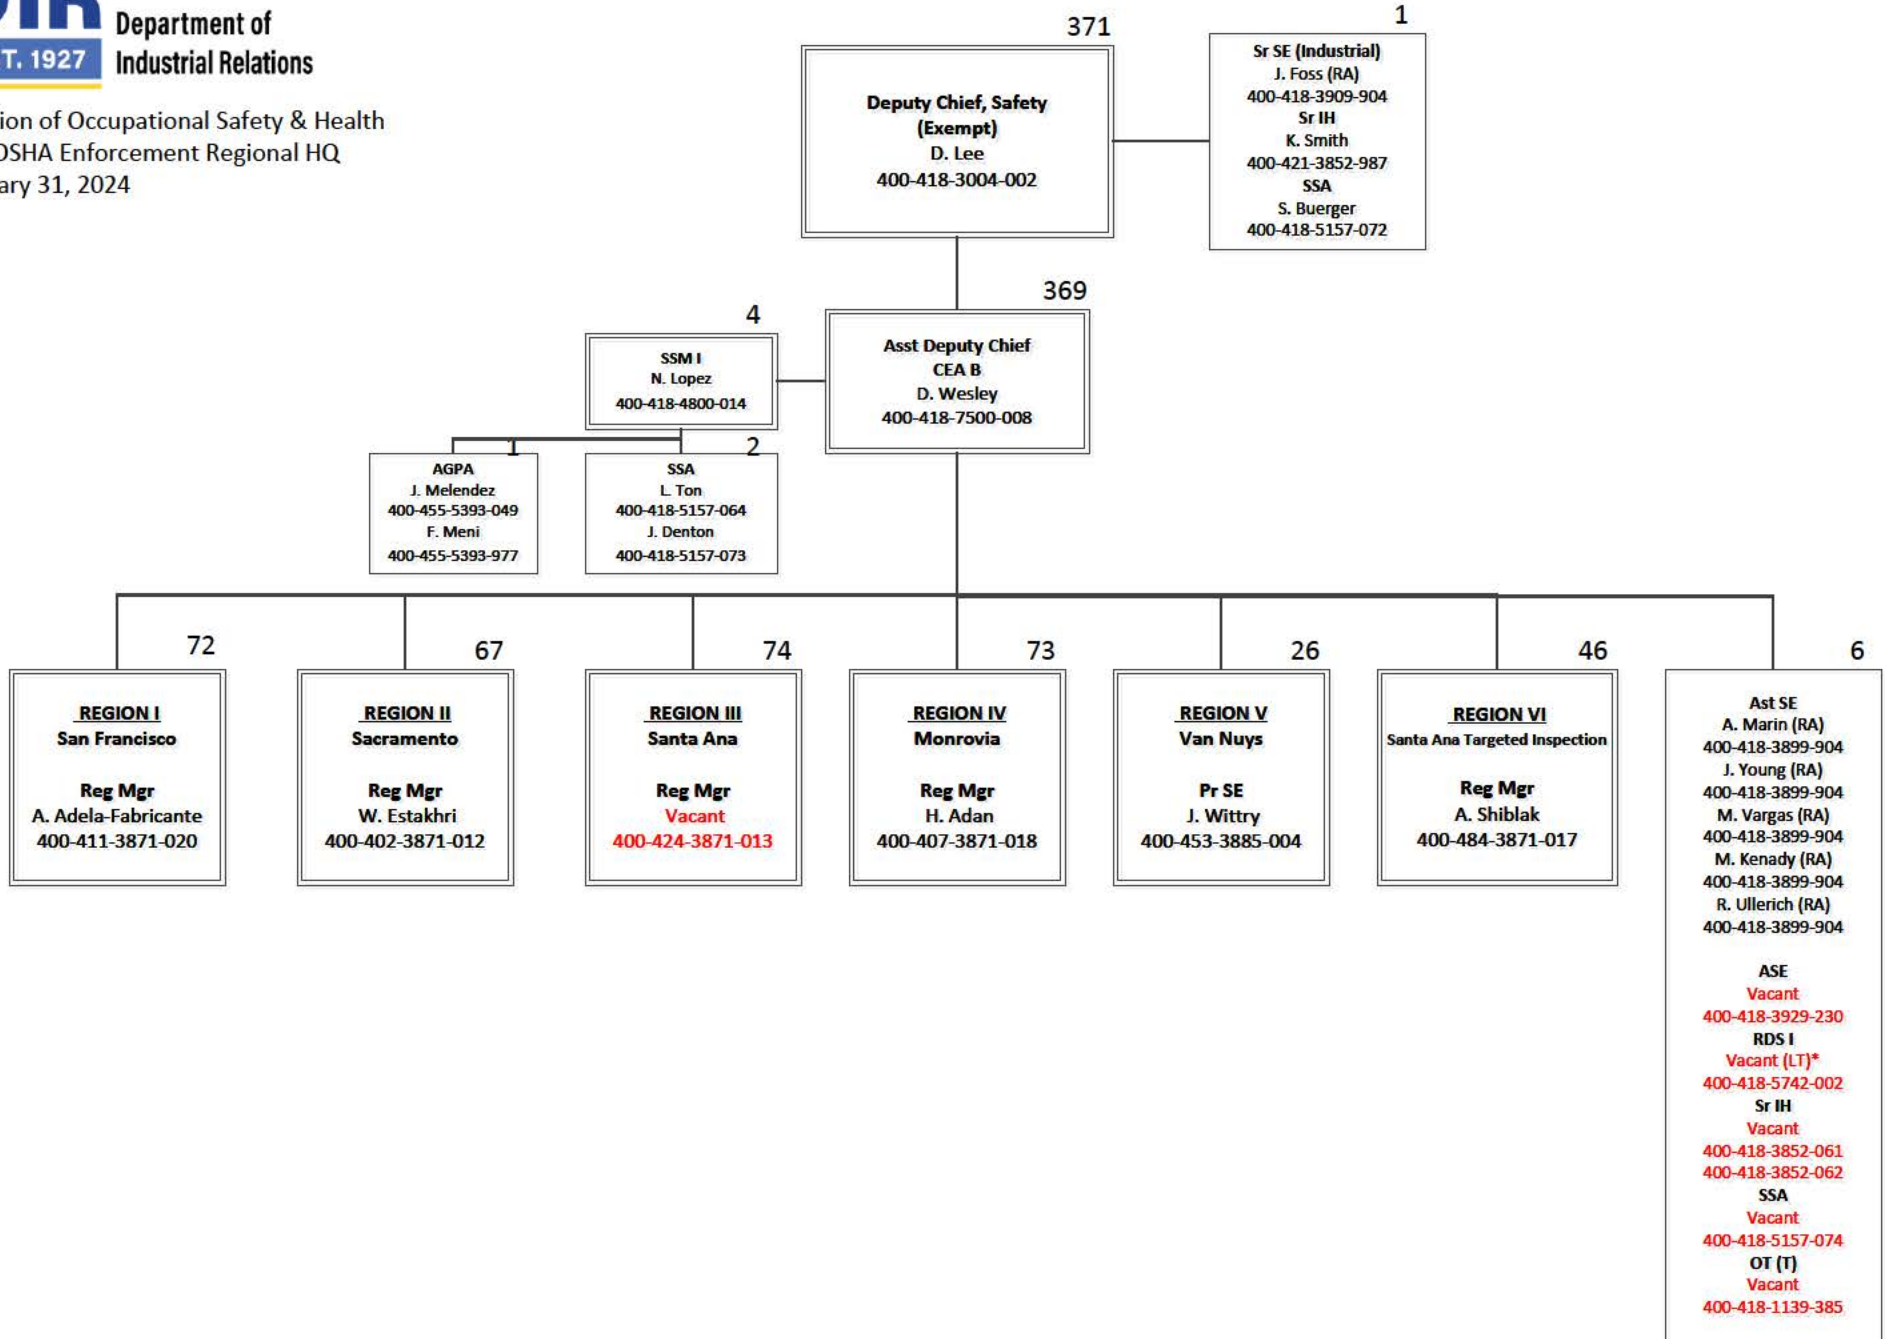 Department of
T. 1927
Industrial Relations
ion of Occupational Safety & Health
OSHA Enforcement Regional HQ
ary 31, 2024
371
Deputy Chief, Safety
(Exempt)
D. Lee
400-418-3004-002
1
Sr SE (Industrial)
J. Foss (RA)
400-418-3909-904
Sr IH
K. Smith
400-421-3852-987
SSA
S. Buerger
400-418-5157-072
369
Asst Deputy Chief
CEA B
D. Wesley
400-418-7500-008
4
SSM I
N. Lopez
400-418-4800-014
1
AGPA
J. Melendez
400-455-5393-049
F. Meni
400-455-5393-977
2
SSA
L. Ton
400-418-5157-064
J. Denton
400-418-5157-073
72
REGION I
San Francisco
Reg Mgr
A. Adela-Fabricante
400-411-3871-020
67
REGION II
Sacramento
Reg Mgr
W. Estakhri
400-402-3871-012
74
REGION III
Santa Ana
Reg Mgr
Vacant
400-424-3871-013
73
REGION IV
Monrovia
Reg Mgr
H. Adan
400-407-3871-018
26
REGION V
Van Nuys
Pr SE
J. Wittry
400-453-3885-004
46
REGION VI
Santa Ana Targeted Inspection
Reg Mgr
A. Shiblak
400-484-3871-017
6
Ast SE
A. Marin (RA)
400-418-3899-904
J. Young (RA)
400-418-3899-904
M. Vargas (RA)
400-418-3899-904
M. Kenady (RA)
400-418-3899-904
R. Ullerich (RA)
400-418-3899-904
ASE
Vacant
400-418-3929-230
RDS I
Vacant (LT)*
400-418-5742-002
Sr IH
Vacant
400-418-3852-061
400-418-3852-062
SSA
Vacant
400-418-5157-074
OT (T)
Vacant
400-418-1139-385